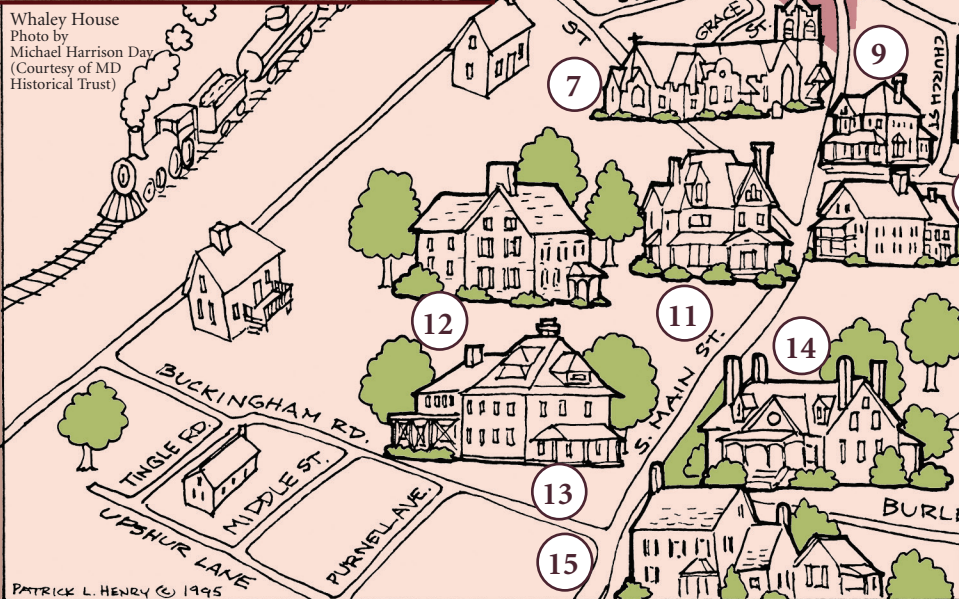 Whaley House
Photo by
Michael Harrison Day
(Courtesy of MD
Historical Trust)
ST
GRACE
ST.
7
9
CHURCH ST
12
11
S. MAIN ST.
14
BUCKINGHAM RD.
TINGLE RD.
MIDDLE ST.
13
PURNELL AVE.
UPSHUR LANE
15
BURLE
PATRICK L. HENRY © 1995